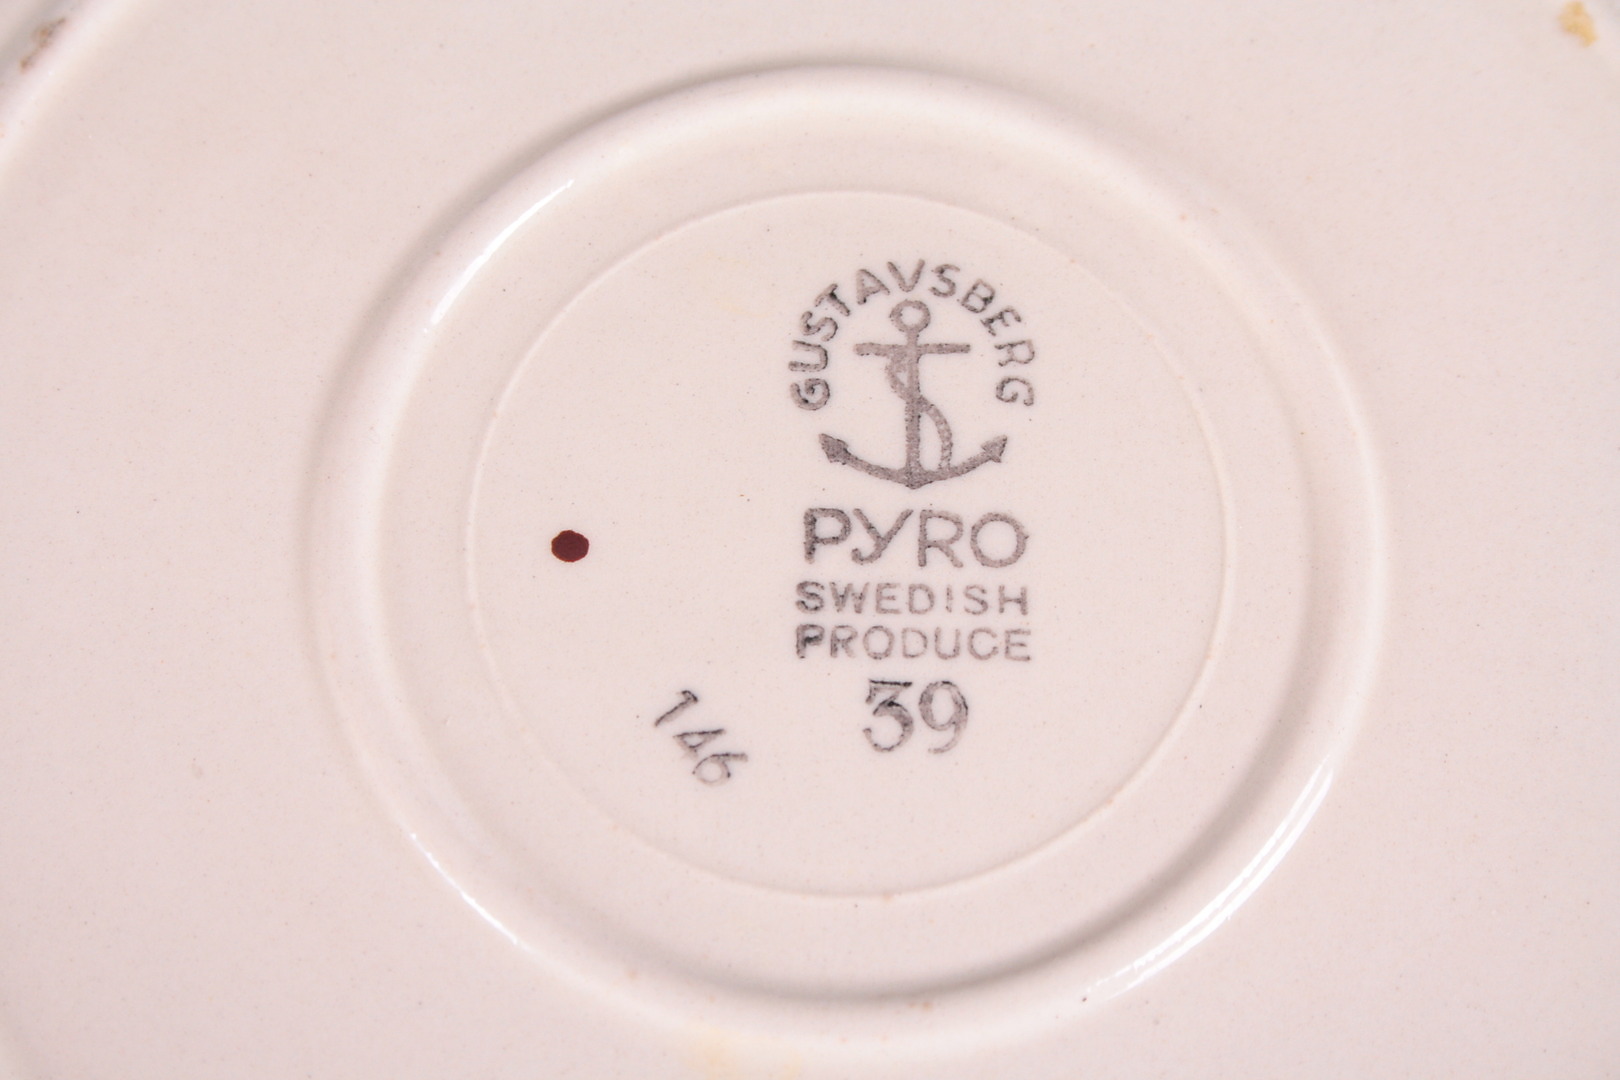 GUSTAVSBERG
PYRO
SWEDISH
PRODUCE
39
146